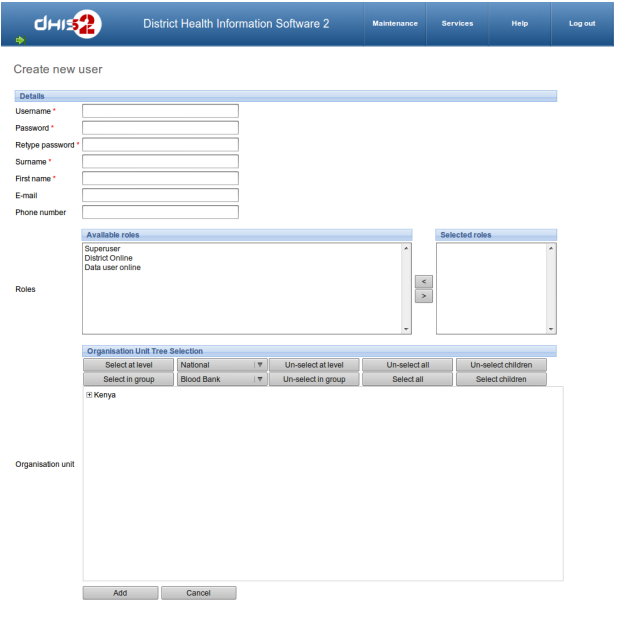 dHIS2 District Health Information Software 2 Maintenance Services Help Log out
Create new user
Details
Username *
Password *
Retype password *
Surname *
First name *
E-mail
Phone number
Available roles Selected roles
Superuser
District Online
Data user online
<
Roles
>
Organisation Unit Tree Selection
Select at level National Un-select at level Un-select all Un-select children
Select in group Blood Bank Un-select in group Select all Select children
Kenya
Organisation unit
Add Cancel